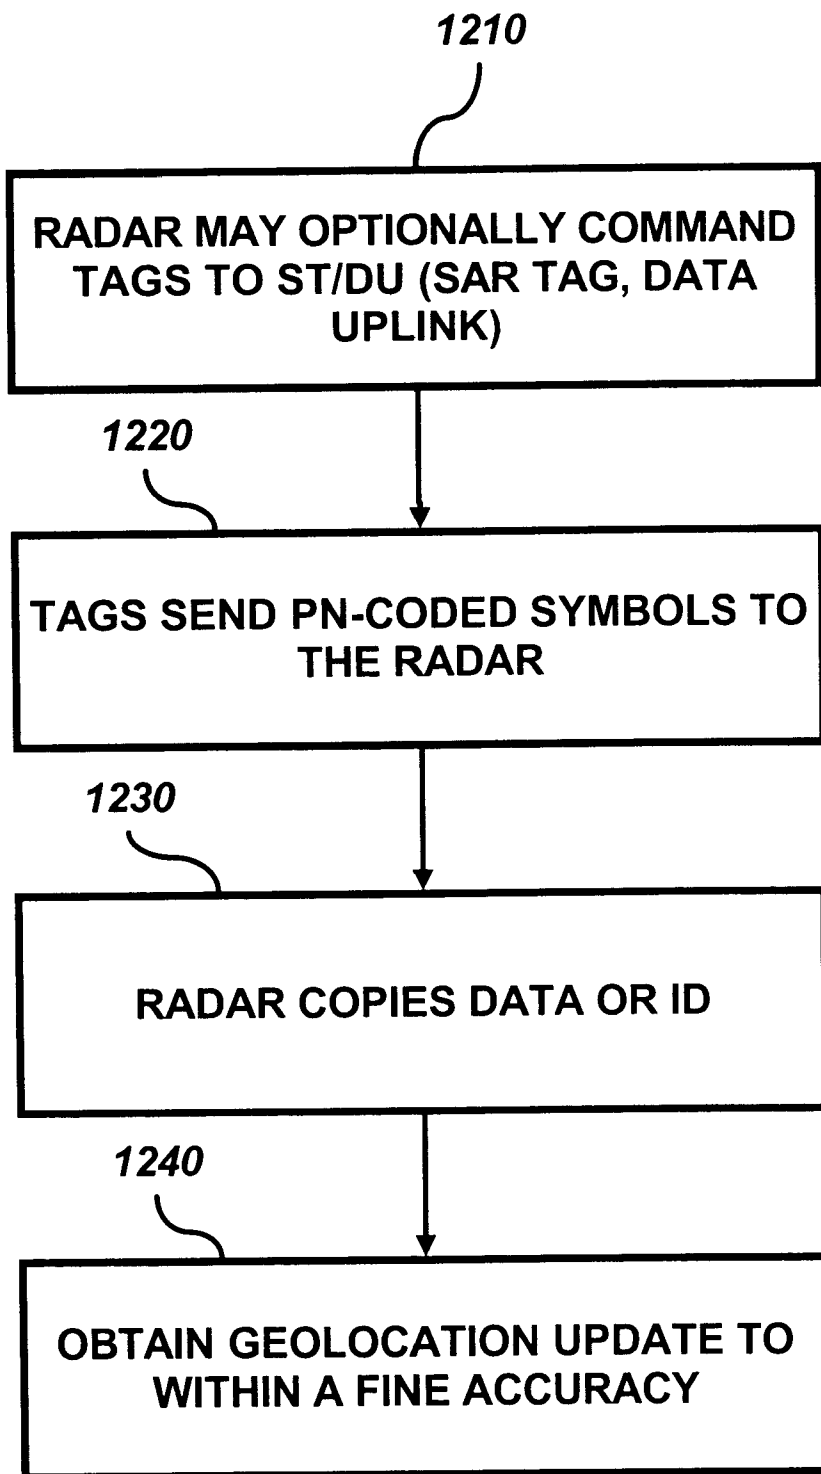 1210
RADAR MAY OPTIONALLY COMMAND
TAGS TO ST/DU (SAR TAG, DATA
UPLINK)
1220
TAGS SEND PN-CODED SYMBOLS TO
THE RADAR
1230
RADAR COPIES DATA OR ID
1240
OBTAIN GEOLOCATION UPDATE TO
WITHIN A FINE ACCURACY